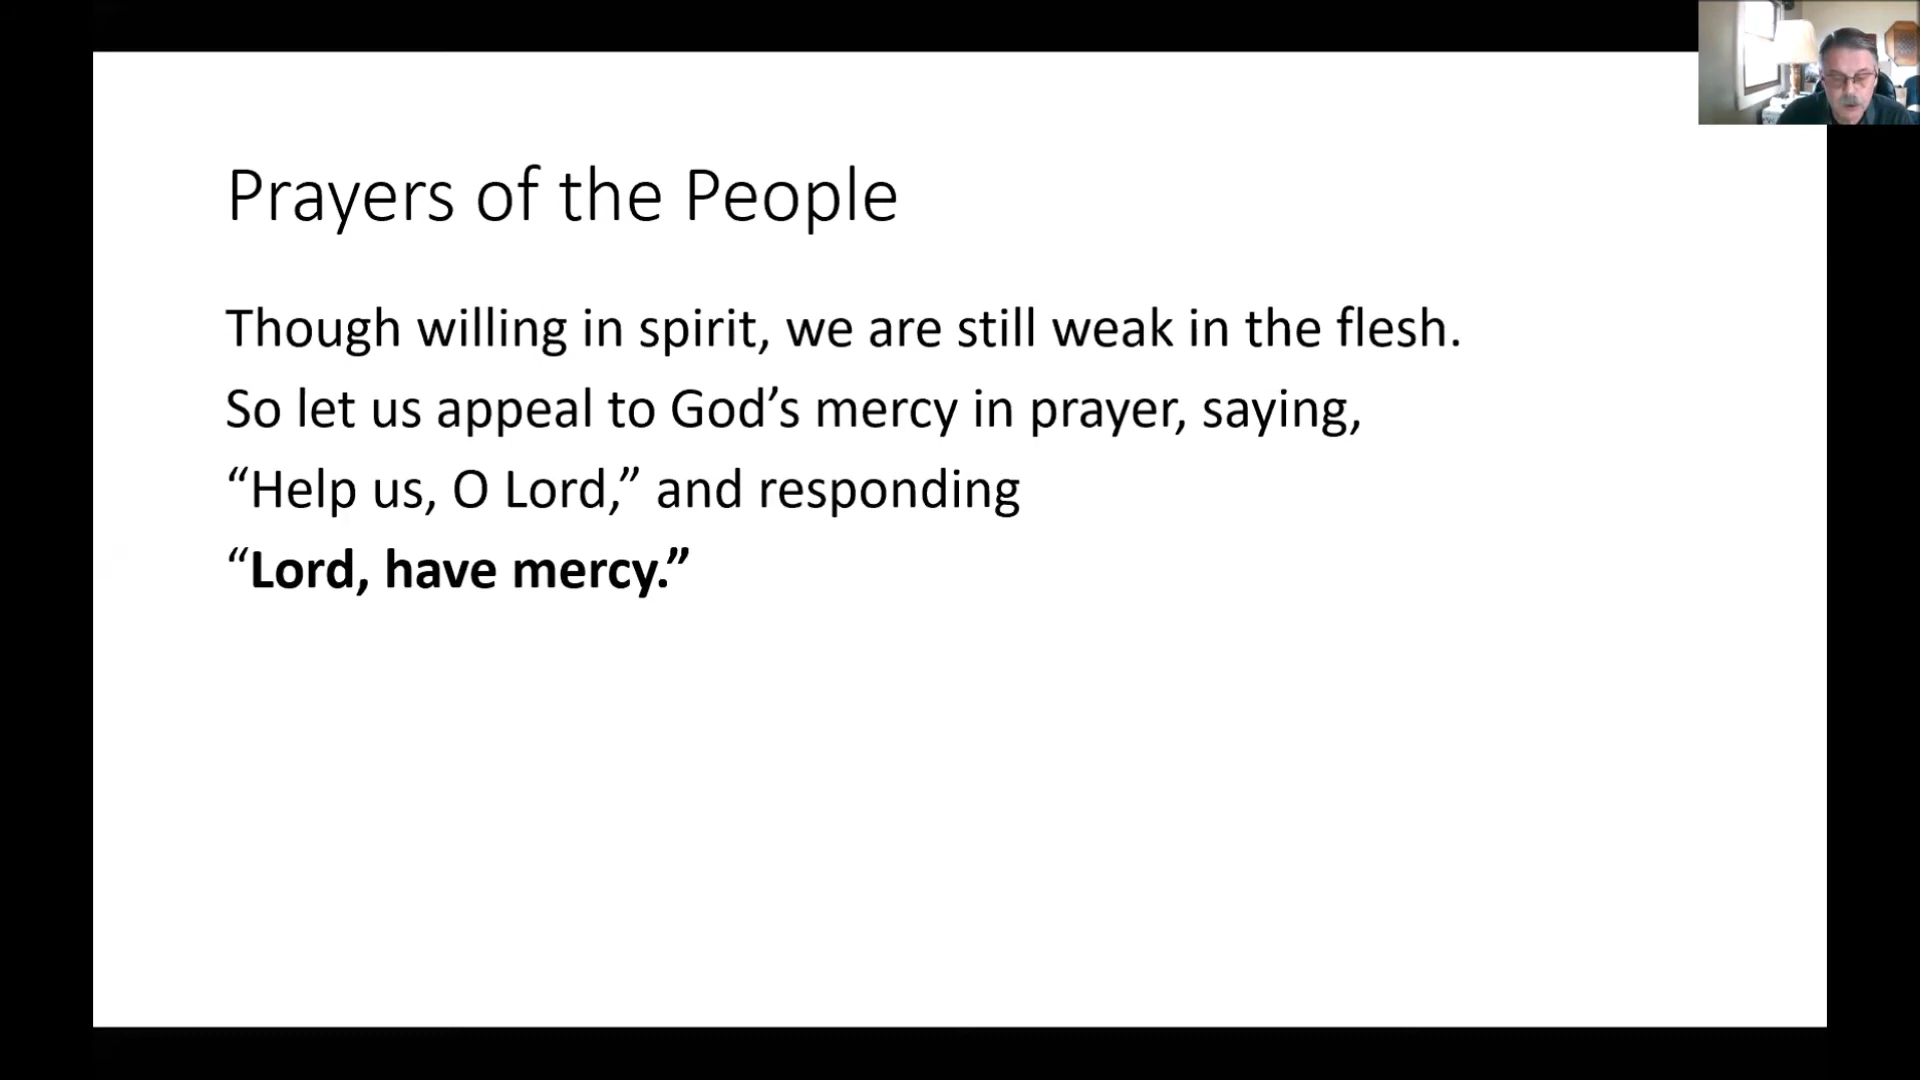 Prayers of the People
Though willing in spirit, we are still weak in the flesh.
So let us appeal to God’s mercy in prayer, saying,
“Help us, O Lord,” and responding
“Lord, have mercy.”